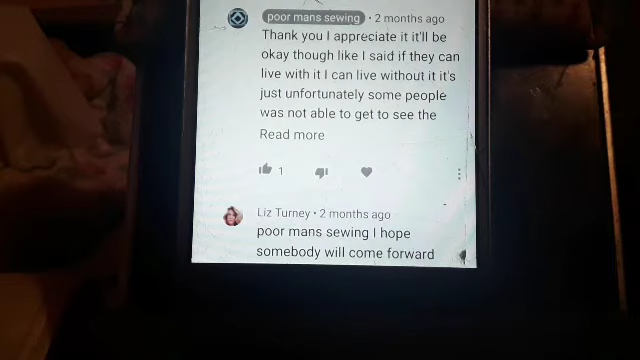 poor mans sewing • 2 months ago
Thank you I appreciate it it'll be
okay though like I said if they can
live with it I can live without it it's
just unfortunately some people
was not able to get to see the
Read more
1
Liz Turney • 2 months ago
poor mans sewing I hope
somebody will come forward